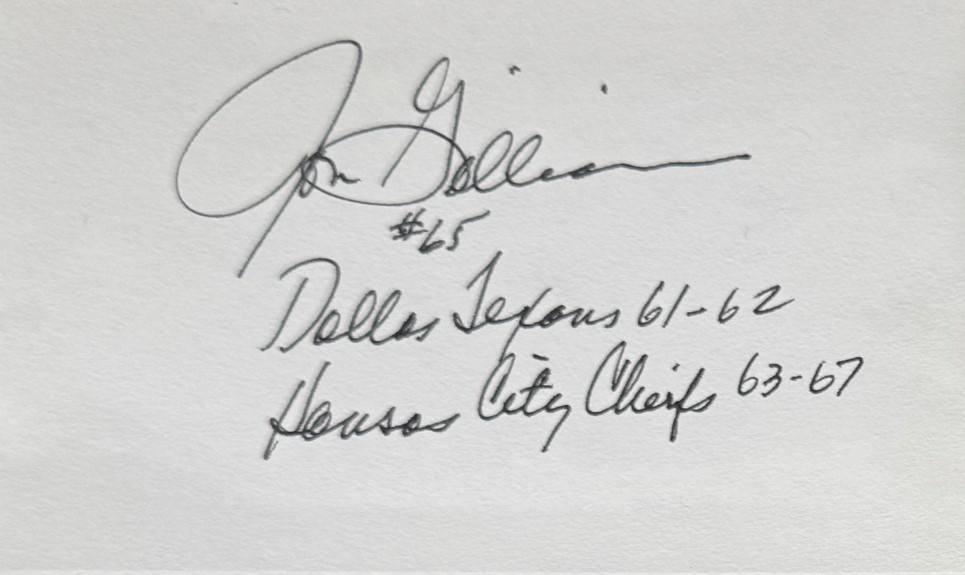 Jon Gilliam
#65
Dallas Texans 61-62
Kansas City Chiefs 63-67